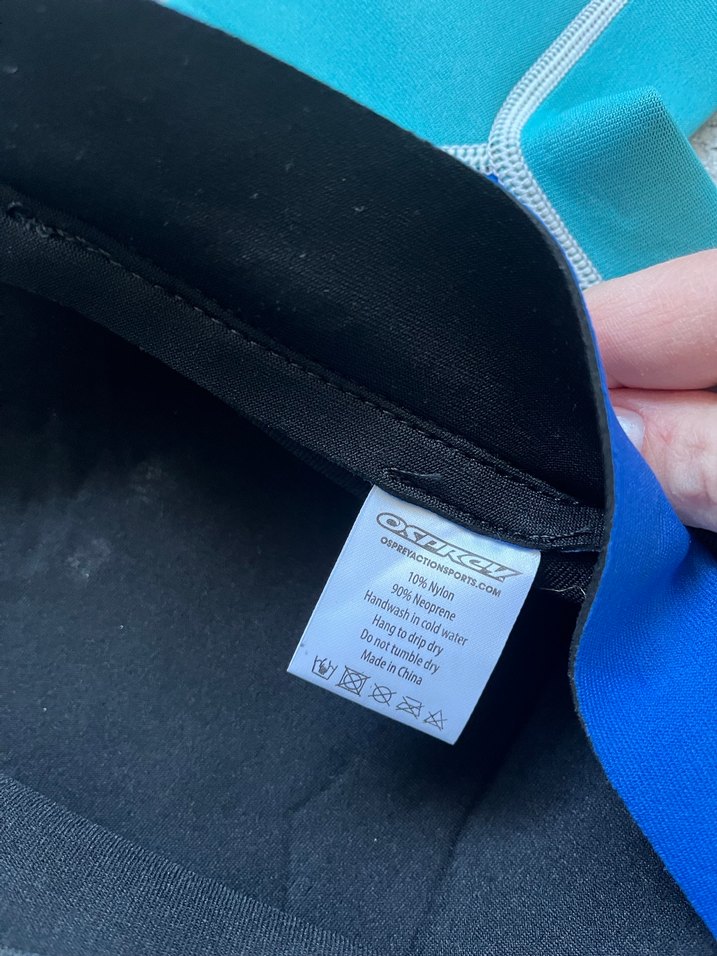 OSPREY
OSPREYACTIONSPORTS.COM
10% Nylon
90% Neoprene
Handwash in cold water
Hang to drip dry
Do not tumble dry
Made in China